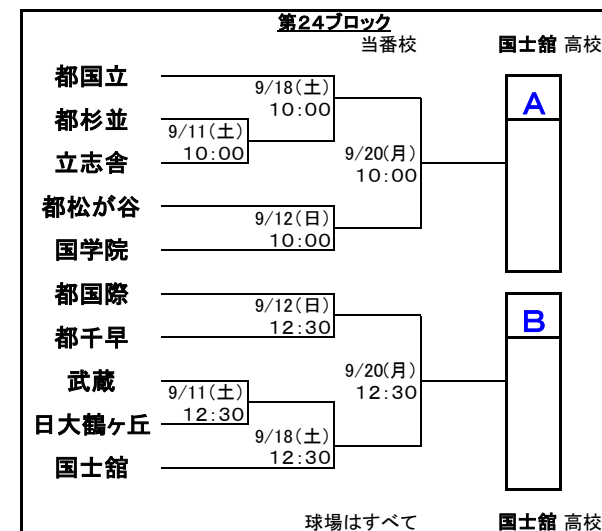 第24ブロック
当番校 国士舘 高校
都国立
9/18(土)
10:00
都杉並
9/11(土)
10:00
立志舎
9/20(月)
10:00
A
都松が谷
9/12(日)
10:00
国学院
都国際
9/12(日)
12:30
都千早
9/20(月)
12:30
B
武蔵
9/11(土)
12:30
日大鶴ヶ丘
9/18(土)
12:30
国士舘
球場はすべて 国士舘 高校